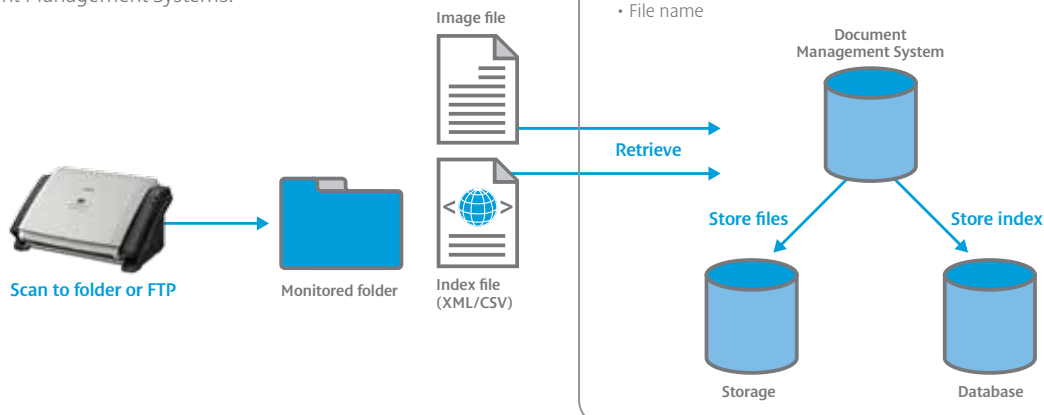 Management Systems.
Image file
• File name
Document
Management System
Retrieve
< >
Store files
Store index
Scan to folder or FTP
Monitored folder
Index file
(XML/CSV)
Storage
Database